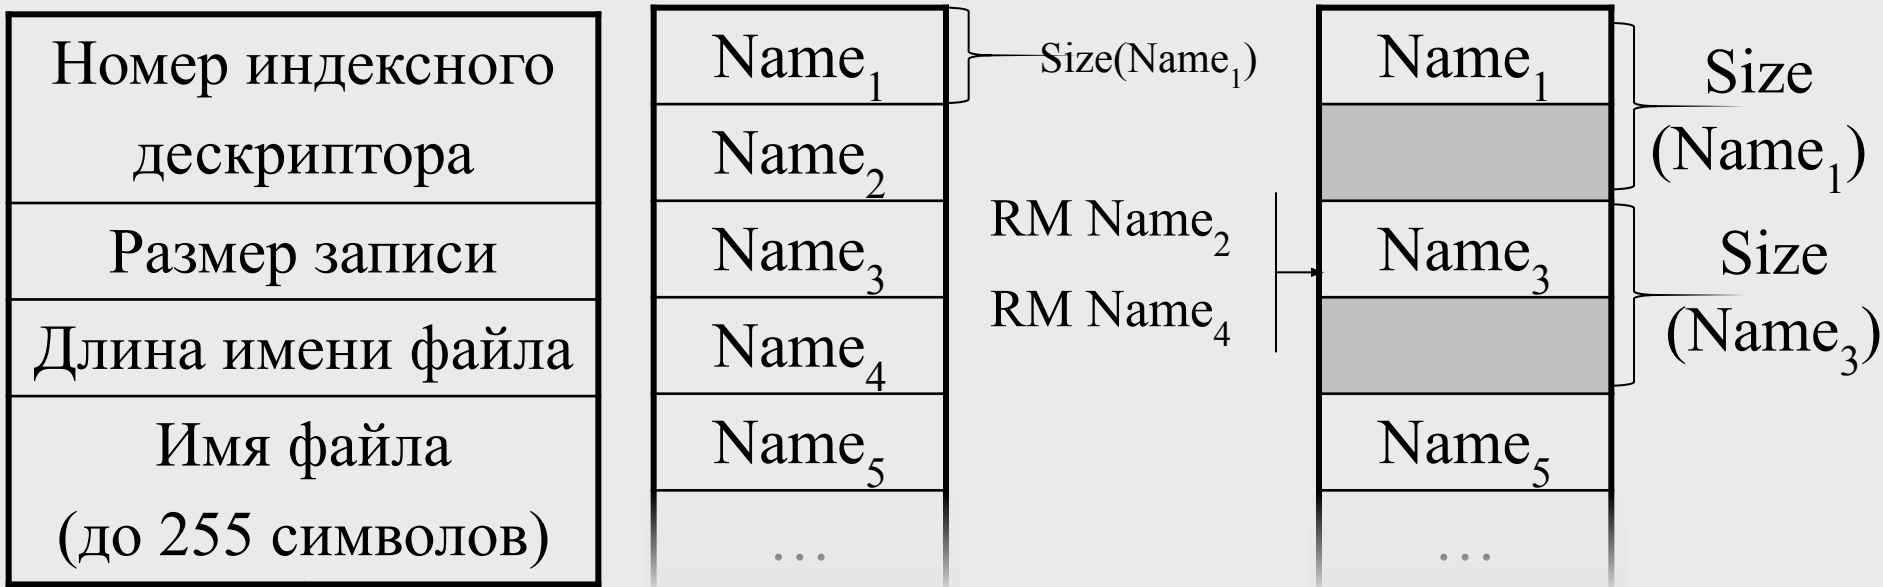 Номер индексного
дескриптора
Размер записи
Длина имени файла
Имя файла
(до 255 символов)
Name₁
Name₂
Name₃
Name₄
Name₅
...
Size(Name₁)
RM Name₂
RM Name₄
Name₁
Name₃
Name₅
...
Size
(Name₁)
Size
(Name₃)